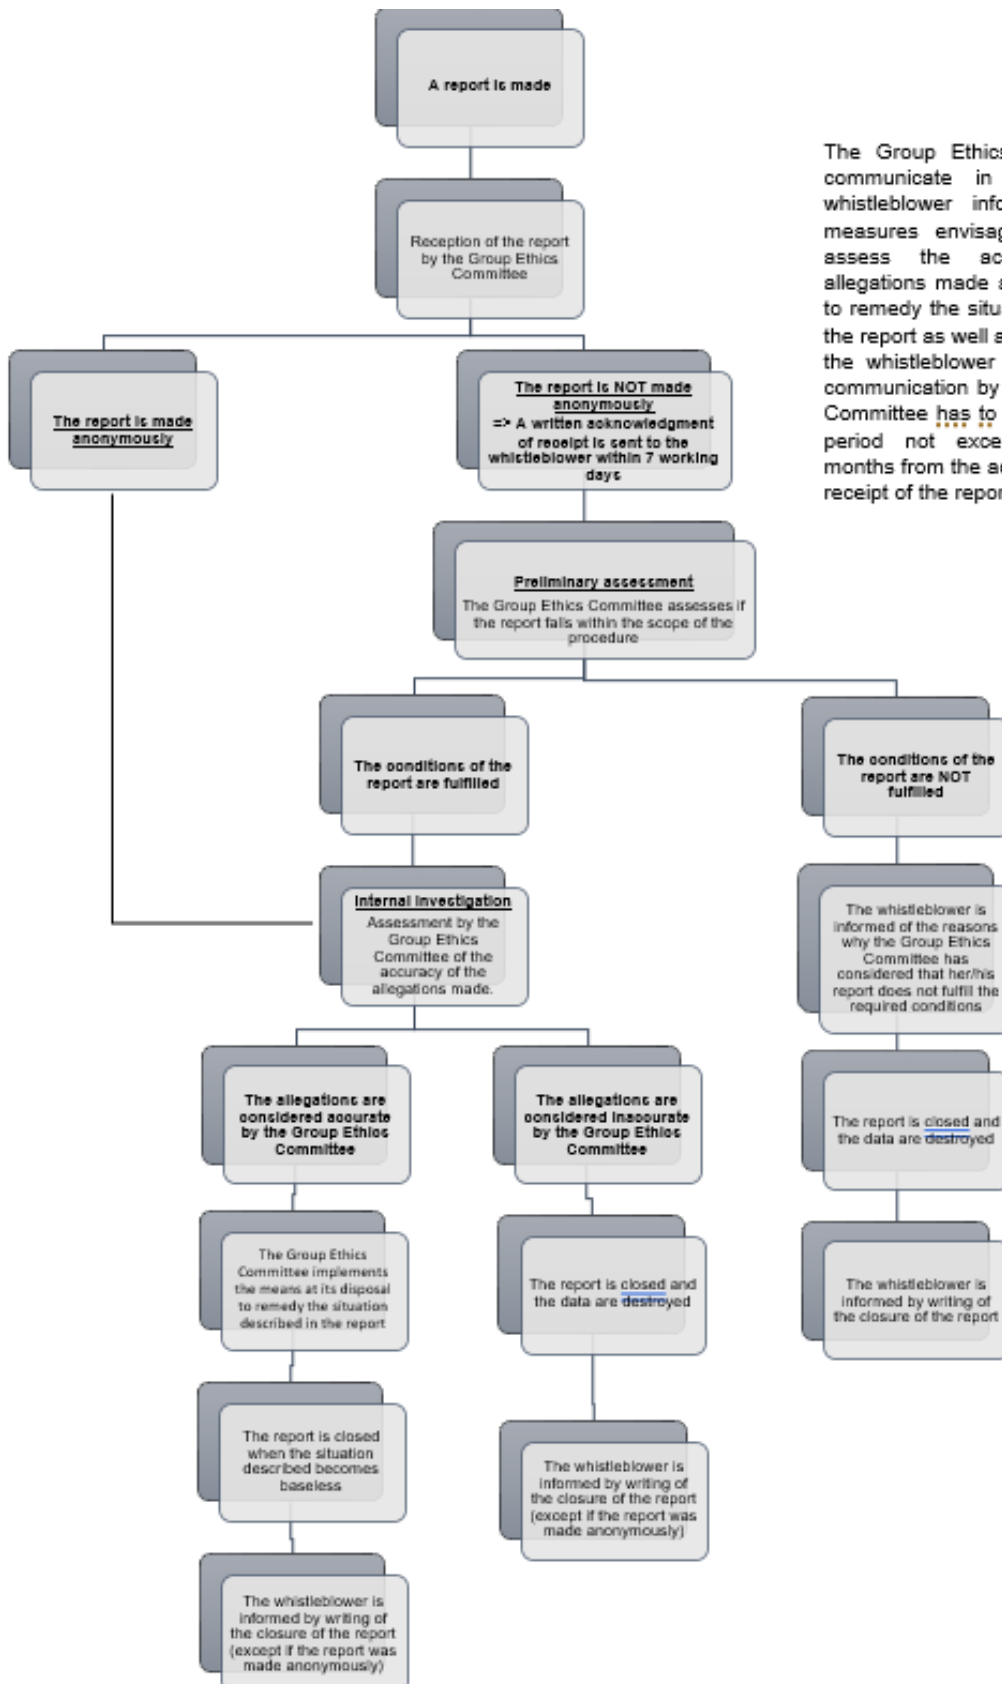 A report is made
The Group Ethics
communicate in
whistleblower
measures
assess the
allegations made
to remedy the
the report as well
the whistleblower
communication by
Committee has to
period not
months from the
receipt of the
Reception of the report
by the Group Ethics
Committee
The report is made
anonymously
The report is NOT made
anonymously
=> A written acknowledgment
of receipt is sent to the
whistleblower within 7 working
days
Preliminary assessment
The Group Ethics Committee assesses if
the report falls within the scope of the
procedure
The conditions of the
report are fulfilled
The conditions of the
report are NOT
fulfilled
Internal Investigation
Assessment by the
Group Ethics
Committee of the
accuracy of the
allegations made.
The whistleblower is
informed of the reasons
why the Group Ethics
Committee has
considered that her/his
report does not fulfill the
required conditions
The allegations are
considered accurate
by the Group Ethics
Committee
The allegations are
considered inaccurate
by the Group Ethics
Committee
The report is closed and
the data are destroyed
The Group Ethics
Committee implements
the means at its disposal
to remedy the situation
described in the report
The report is closed and
the data are destroyed
The whistleblower is
informed by writing of
the closure of the report
The report is closed
when the situation
described becomes
baseless
The whistleblower is
informed by writing of
the closure of the report
(except if the report was
made anonymously)
The whistleblower is
informed by writing of
the closure of the report
(except if the report was
made anonymously)